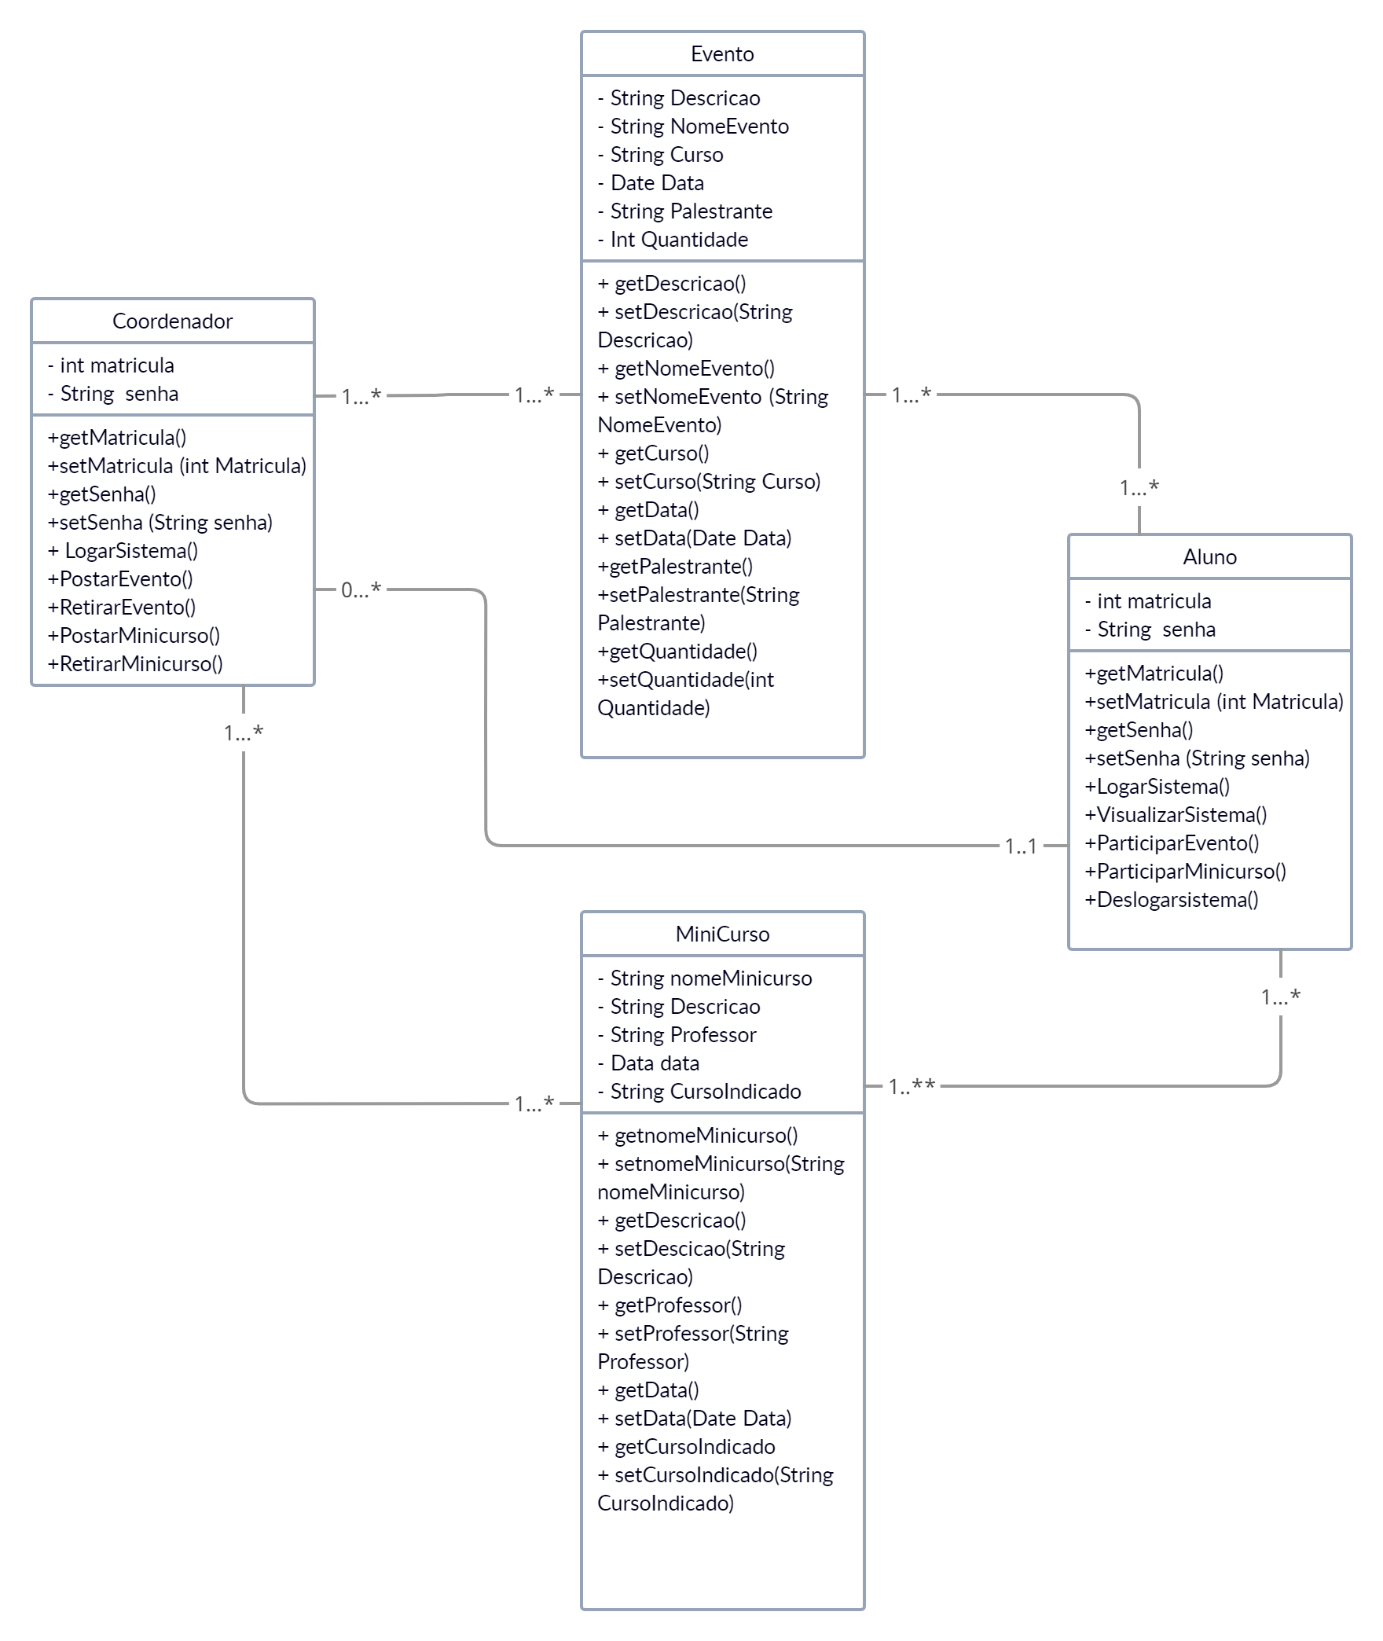 Evento
- String Descricao
- String NomeEvento
- String Curso
- Date Data
- String Palestrante
- Int Quantidade
+ getDescricao()
+ setDescricao(String
Descricao)
+ getNomeEvento()
+ setNomeEvento (String
NomeEvento)
+ getCurso()
+ setCurso(String Curso)
+ getData()
+ setData(Date Data)
+getPalestrante()
+setPalestrante(String
Palestrante)
+getQuantidade()
+setQuantidade(int
Quantidade)
Coordenador
- int matricula
- String  senha
+getMatricula()
+setMatricula (int Matricula)
+getSenha()
+setSenha (String senha)
+ LogarSistema()
+PostarEvento()
+RetirarEvento()
+PostarMinicurso()
+RetirarMinicurso()
1...*
1...*
1...*
1...*
0...*
1..1
1...*
1...*
Aluno
- int matricula
- String  senha
+getMatricula()
+setMatricula (int Matricula)
+getSenha()
+setSenha (String senha)
+LogarSistema()
+VisualizarSistema()
+ParticiparEvento()
+ParticiparMinicurso()
+Deslogarsistema()
1...*
1..**
MiniCurso
- String nomeMinicurso
- String Descricao
- String Professor
- Data data
- String CursoIndicado
+ getnomeMinicurso()
+ setnomeMinicurso(String
nomeMinicurso)
+ getDescricao()
+ setDescicao(String
Descricao)
+ getProfessor()
+ setProfessor(String
Professor)
+ getData()
+ setData(Date Data)
+ getCursoIndicado
+ setCursoIndicado(String
CursoIndicado)